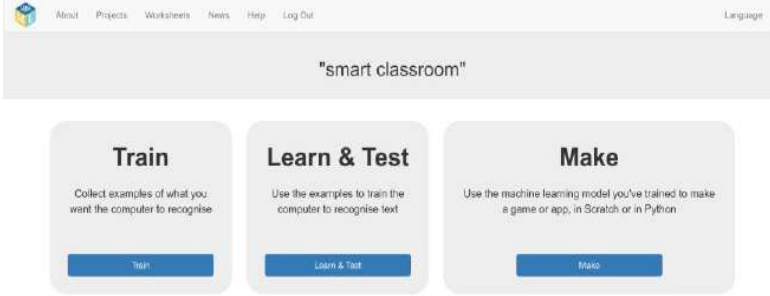 About Projects Worksheets News Help Log Out Language
"smart classroom"
Train
Collect examples of what you
want the computer to recognise
Train
Learn & Test
Use the examples to train the
computer to recognise text
Learn & Test
Make
Use the machine learning model you've trained to make
a game or app, in Scratch or in Python
Make